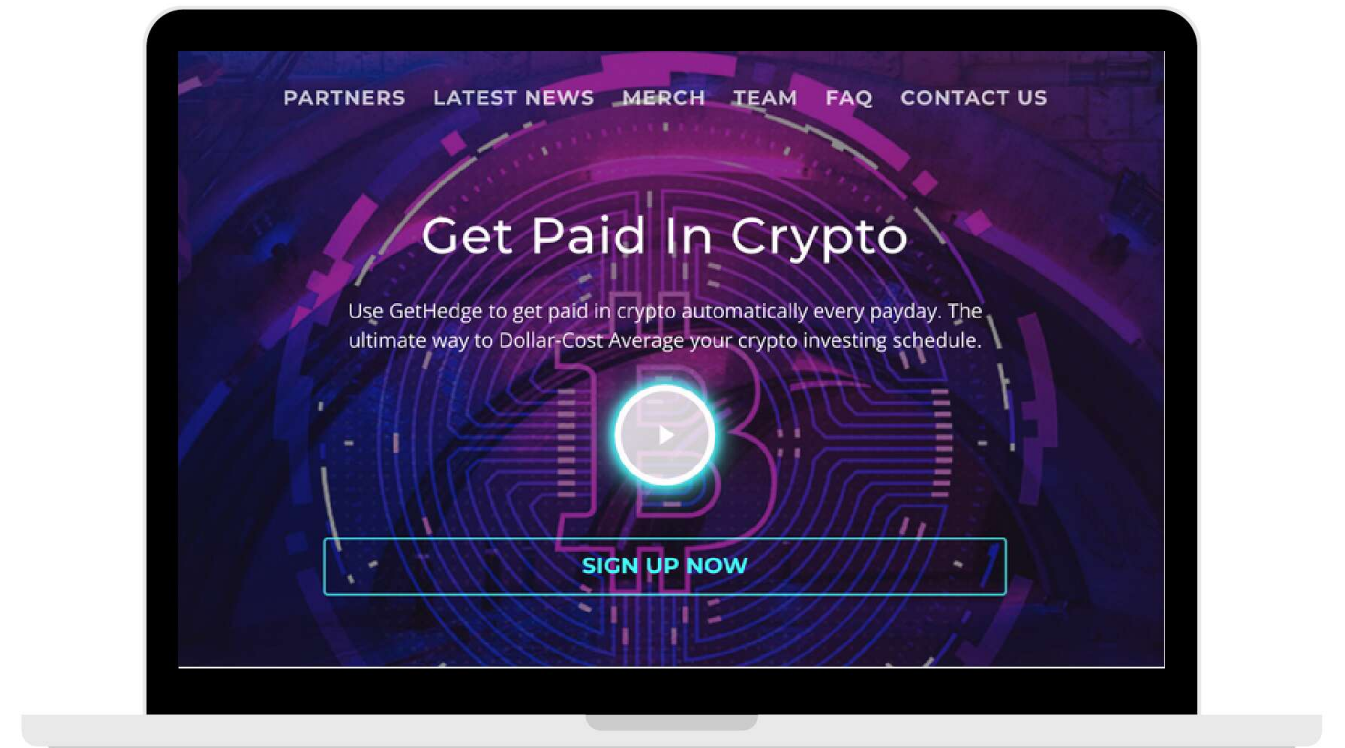 PARTNERS LATEST NEWS MERCH TEAM FAQ CONTACT US
Get Paid In Crypto
Use GetHedge to get paid in crypto automatically every payday. The
ultimate way to Dollar-Cost Average your crypto investing schedule.
SIGN UP NOW